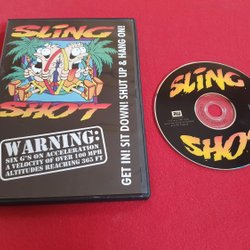 SLING
SHOT
WARNING:
SIX G'S ON ACCELERATION
A VELOCITY OF OVER 100 MPH
ALTITUDES REACHING 365 FT
GET IN! SIT DOWN! SHUT UP & HANG ON!
SLING
SHOT